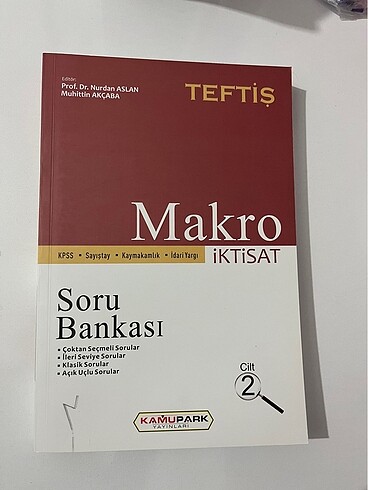 Editör:
Prof. Dr. Nurdan ASLAN
Muhittin AKÇABA
TEFTİŞ
Makro
İKTİSAT
KPSS ▪ Sayıştay ▪ Kaymakamlık ▪ İdari Yargı
Soru
Bankası
▪ Çoktan Seçmeli Sorular
▪ İleri Seviye Sorular
▪ Klasik Sorular
▪ Açık Uçlu Sorular
Cilt
2
KAMUPARK
YAYINLARI